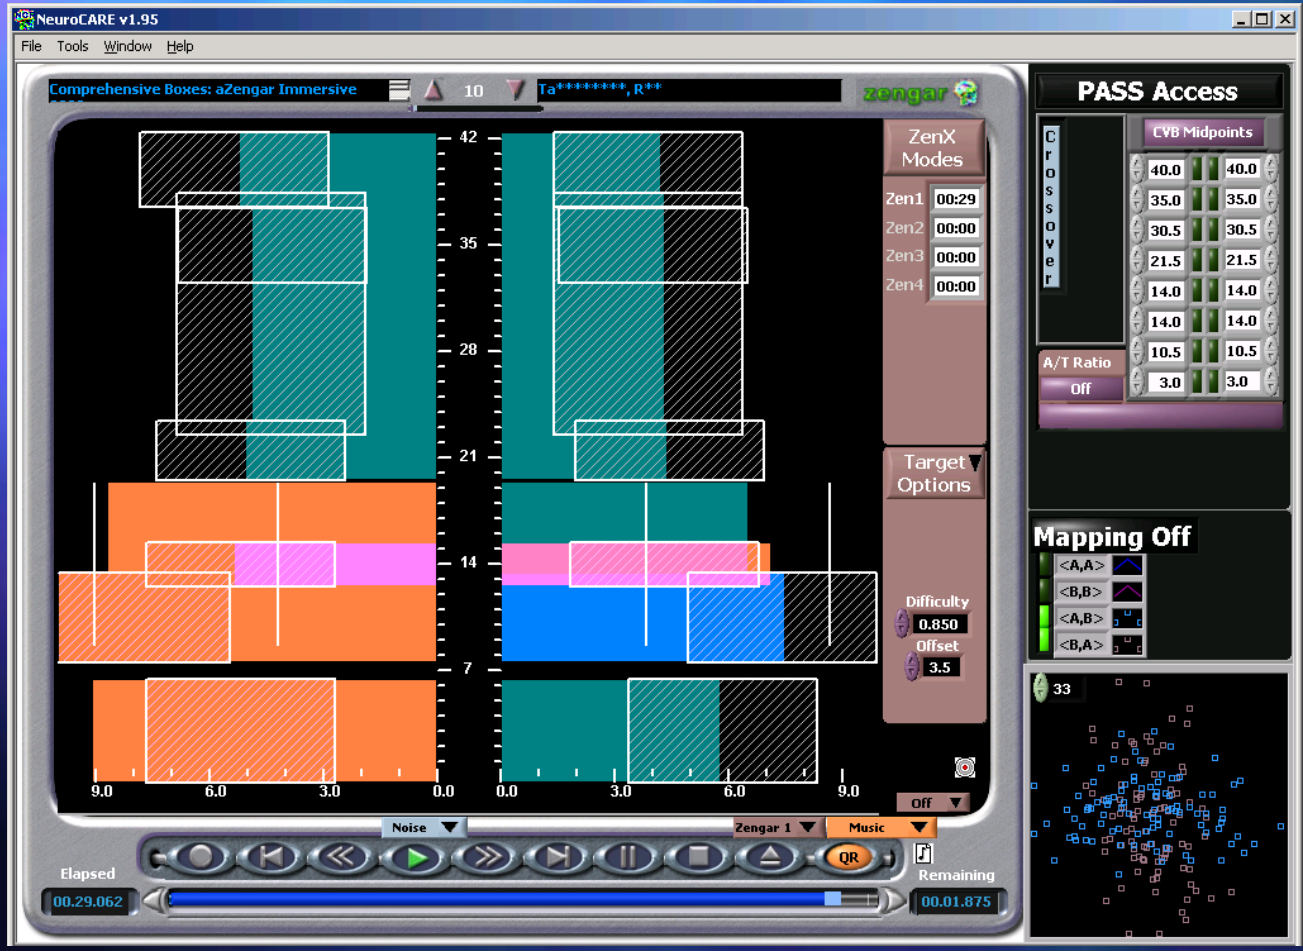 NeuroCARE v1.95
File Tools Window Help
Comprehensive Boxes: aZengar Immersive
10
Ta********, R**
zengar
42
35
28
21
14
7
9.0 6.0 3.0 0.0 0.0 3.0 6.0 9.0
ZenX
Modes
Zen1 00:29
Zen2 00:00
Zen3 00:00
Zen4 00:00
Target
Options
Difficulty
0.850
Offset
3.5
Off
Noise
Zengar 1
Music
QR
Elapsed
00.29.062
Remaining
00.01.875
PASS Access
Crossover
CVB Midpoints
40.0 40.0
35.0 35.0
30.5 30.5
21.5 21.5
14.0 14.0
14.0 14.0
10.5 10.5
3.0 3.0
A/T Ratio
Off
Mapping Off
<A,A>
<B,B>
<A,B>
<B,A>
33